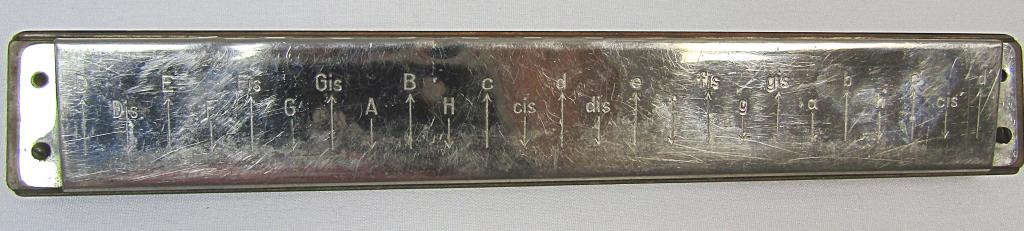 D E Fis Gis B c d e fis gis b c' d'
Dis F G A H cis dis f g a h cis'